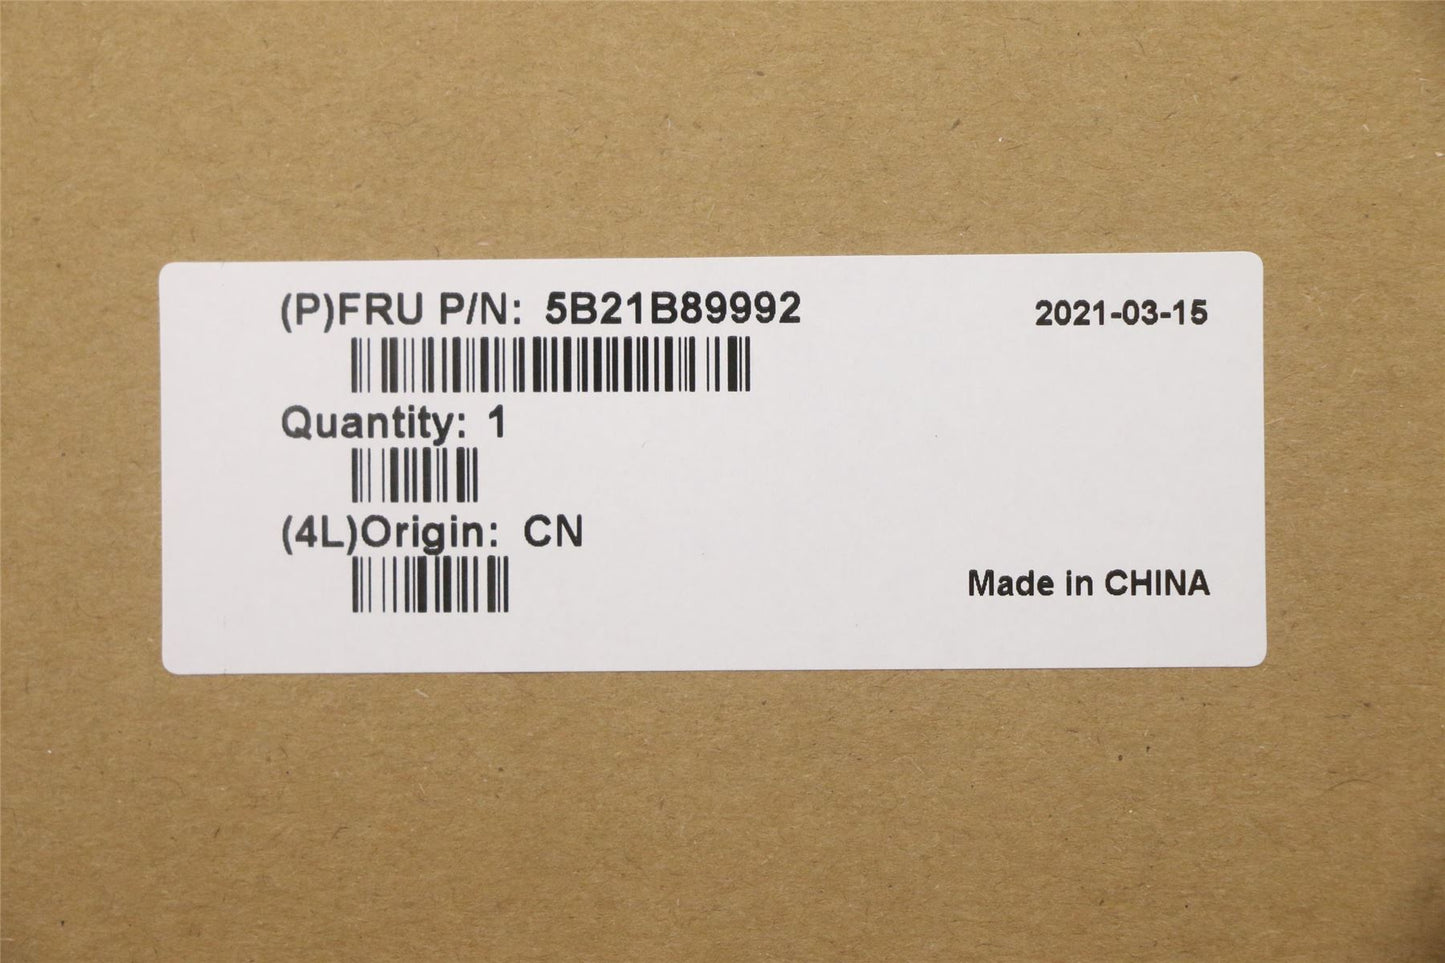 (P)FRU P/N: 5B21B89992
2021-03-15
Quantity: 1
(4L)Origin: CN
Made in CHINA